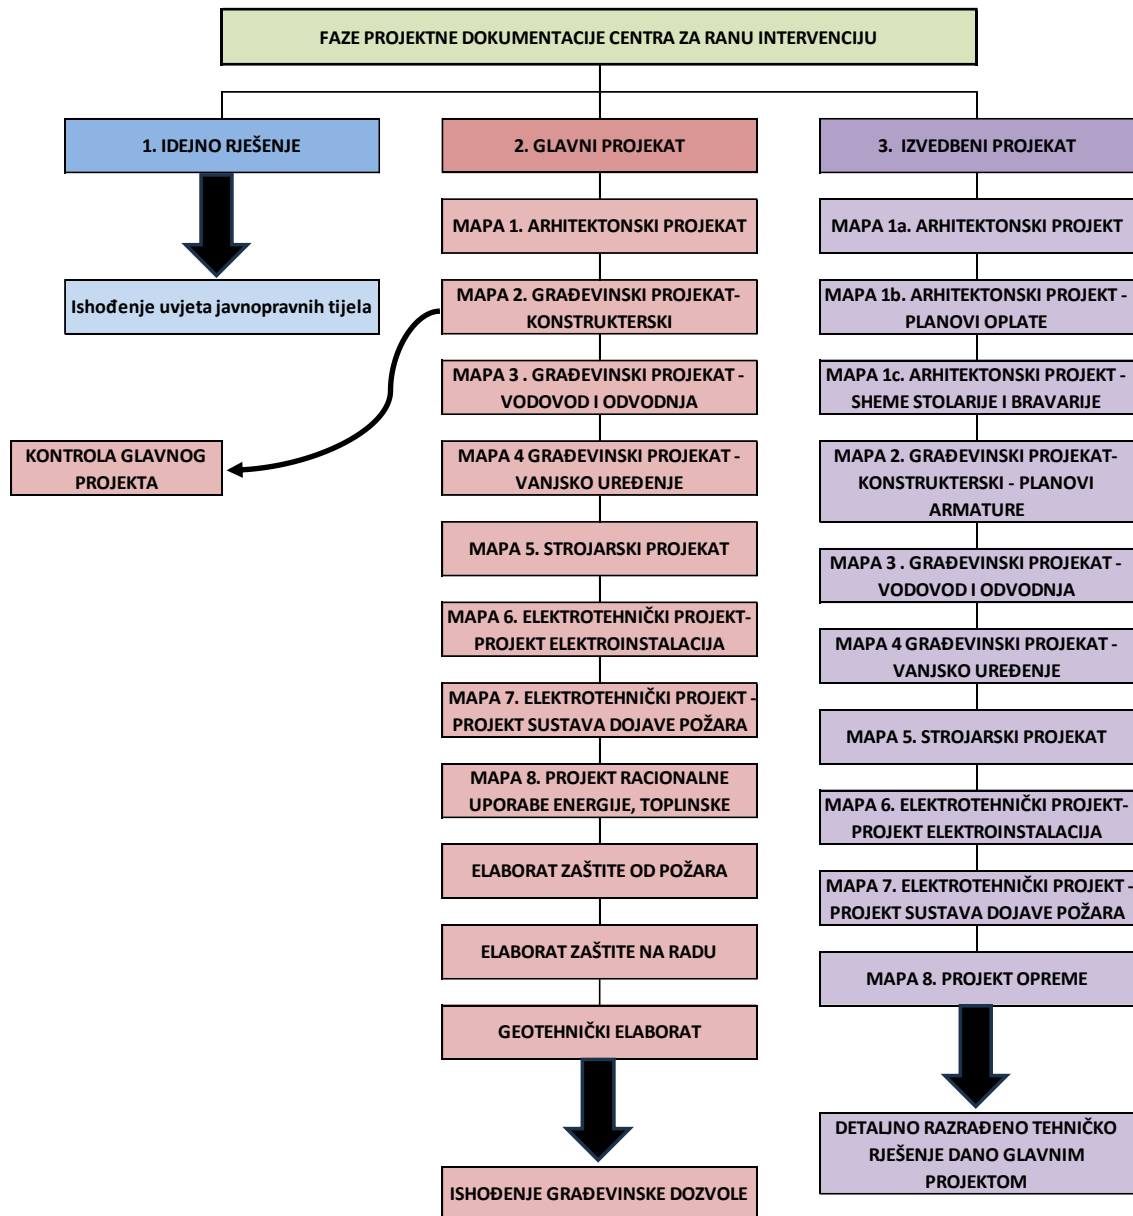 FAZE PROJEKTNE DOKUMENTACIJE CENTRA ZA RANU INTERVENCIJU
1. IDEJNO RJEŠENJE
Ishođenje uvjeta javnopravnih tijela
2. GLAVNI PROJEKAT
MAPA 1. ARHITEKTONSKI PROJEKAT
MAPA 2. GRAĐEVINSKI PROJEKAT-
KONSTRUKTERSKI
KONTROLA GLAVNOG
PROJEKTA
MAPA 3 . GRAĐEVINSKI PROJEKAT -
VODOVOD I ODVODNJA
MAPA 4 GRAĐEVINSKI PROJEKAT -
VANJSKO UREĐENJE
MAPA 5. STROJARSKI PROJEKAT
MAPA 6. ELEKTROTEHNIČKI PROJEKT-
PROJEKT ELEKTROINSTALACIJA
MAPA 7. ELEKTROTEHNIČKI PROJEKT -
PROJEKT SUSTAVA DOJAVE POŽARA
MAPA 8. PROJEKT RACIONALNE
UPORABE ENERGIJE, TOPLINSKE
ELABORAT ZAŠTITE OD POŽARA
ELABORAT ZAŠTITE NA RADU
GEOTEHNIČKI ELABORAT
ISHOĐENJE GRAĐEVINSKE DOZVOLE
3. IZVEDBENI PROJEKAT
MAPA 1a. ARHITEKTONSKI PROJEKT
MAPA 1b. ARHITEKTONSKI PROJEKT -
PLANOVI OPLATE
MAPA 1c. ARHITEKTONSKI PROJEKT -
SHEME STOLARIJE I BRAVARIJE
MAPA 2. GRAĐEVINSKI PROJEKAT-
KONSTRUKTERSKI - PLANOVI
ARMATURE
MAPA 3 . GRAĐEVINSKI PROJEKAT -
VODOVOD I ODVODNJA
MAPA 4 GRAĐEVINSKI PROJEKAT -
VANJSKO UREĐENJE
MAPA 5. STROJARSKI PROJEKAT
MAPA 6. ELEKTROTEHNIČKI PROJEKT-
PROJEKT ELEKTROINSTALACIJA
MAPA 7. ELEKTROTEHNIČKI PROJEKT -
PROJEKT SUSTAVA DOJAVE POŽARA
MAPA 8. PROJEKT OPREME
DETALJNO RAZRAĐENO TEHNIČKO
RJEŠENJE DANO GLAVNIM
PROJEKTOM